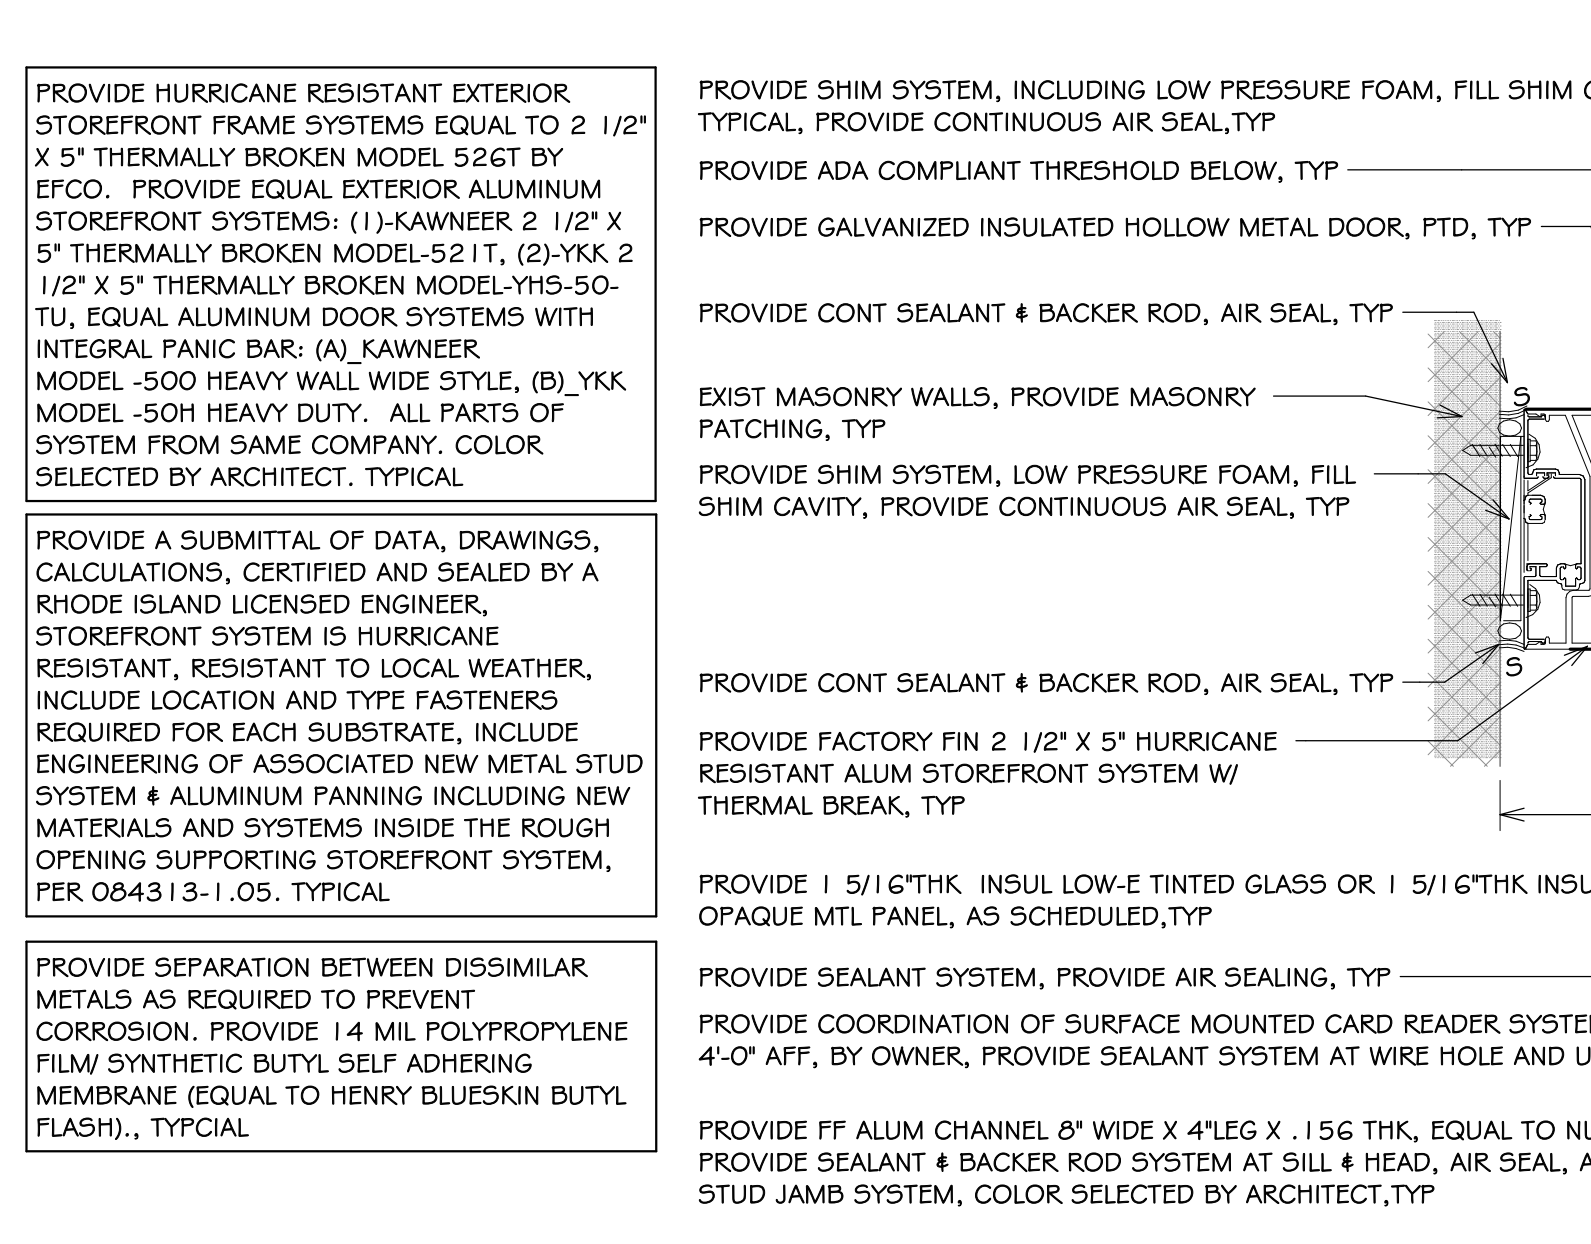 PROVIDE HURRICANE RESISTANT EXTERIOR
STOREFRONT FRAME SYSTEMS EQUAL TO 2 1/2"
X 5" THERMALLY BROKEN MODEL 526T BY
EFCO.  PROVIDE EQUAL EXTERIOR ALUMINUM
STOREFRONT SYSTEMS: (1)-KAWNEER 2 1/2" X
5" THERMALLY BROKEN MODEL-521T, (2)-YKK 2
1/2" X 5" THERMALLY BROKEN MODEL-YHS-50-
TU, EQUAL ALUMINUM DOOR SYSTEMS WITH
INTEGRAL PANIC BAR: (A)_KAWNEER
MODEL -500 HEAVY WALL WIDE STYLE, (B)_YKK
MODEL -50H HEAVY DUTY.  ALL PARTS OF
SYSTEM FROM SAME COMPANY. COLOR
SELECTED BY ARCHITECT. TYPICAL
PROVIDE A SUBMITTAL OF DATA, DRAWINGS,
CALCULATIONS, CERTIFIED AND SEALED BY A
RHODE ISLAND LICENSED ENGINEER,
STOREFRONT SYSTEM IS HURRICANE
RESISTANT, RESISTANT TO LOCAL WEATHER,
INCLUDE LOCATION AND TYPE FASTENERS
REQUIRED FOR EACH SUBSTRATE, INCLUDE
ENGINEERING OF ASSOCIATED NEW METAL STUD
SYSTEM & ALUMINUM PANNING INCLUDING NEW
MATERIALS AND SYSTEMS INSIDE THE ROUGH
OPENING SUPPORTING STOREFRONT SYSTEM,
PER 084313-1.05. TYPICAL
PROVIDE SEPARATION BETWEEN DISSIMILAR
METALS AS REQUIRED TO PREVENT
CORROSION. PROVIDE 14 MIL POLYPROPYLENE
FILM/ SYNTHETIC BUTYL SELF ADHERING
MEMBRANE (EQUAL TO HENRY BLUESKIN BUTYL
FLASH)., TYPCIAL
PROVIDE SHIM SYSTEM, INCLUDING LOW PRESSURE FOAM, FILL SHIM
TYPICAL, PROVIDE CONTINUOUS AIR SEAL,TYP
PROVIDE ADA COMPLIANT THRESHOLD BELOW, TYP
PROVIDE GALVANIZED INSULATED HOLLOW METAL DOOR, PTD, TYP
PROVIDE CONT SEALANT & BACKER ROD, AIR SEAL, TYP
S
EXIST MASONRY WALLS, PROVIDE MASONRY
PATCHING, TYP
PROVIDE SHIM SYSTEM, LOW PRESSURE FOAM, FILL
SHIM CAVITY, PROVIDE CONTINUOUS AIR SEAL, TYP
S
PROVIDE CONT SEALANT & BACKER ROD, AIR SEAL, TYP
PROVIDE FACTORY FIN 2 1/2" X 5" HURRICANE
RESISTANT ALUM STOREFRONT SYSTEM W/
THERMAL BREAK, TYP
PROVIDE 1 5/16"THK  INSUL LOW-E TINTED GLASS OR 1 5/16"THK
OPAQUE MTL PANEL, AS SCHEDULED,TYP
PROVIDE SEALANT SYSTEM, PROVIDE AIR SEALING, TYP
PROVIDE COORDINATION OF SURFACE MOUNTED CARD READER
4'-0" AFF, BY OWNER, PROVIDE SEALANT SYSTEM AT WIRE HOLE AND
PROVIDE FF ALUM CHANNEL 8" WIDE X 4"LEG X .156 THK, EQUAL TO
PROVIDE SEALANT & BACKER ROD SYSTEM AT SILL & HEAD, AIR SEAL,
STUD JAMB SYSTEM, COLOR SELECTED BY ARCHITECT,TYP